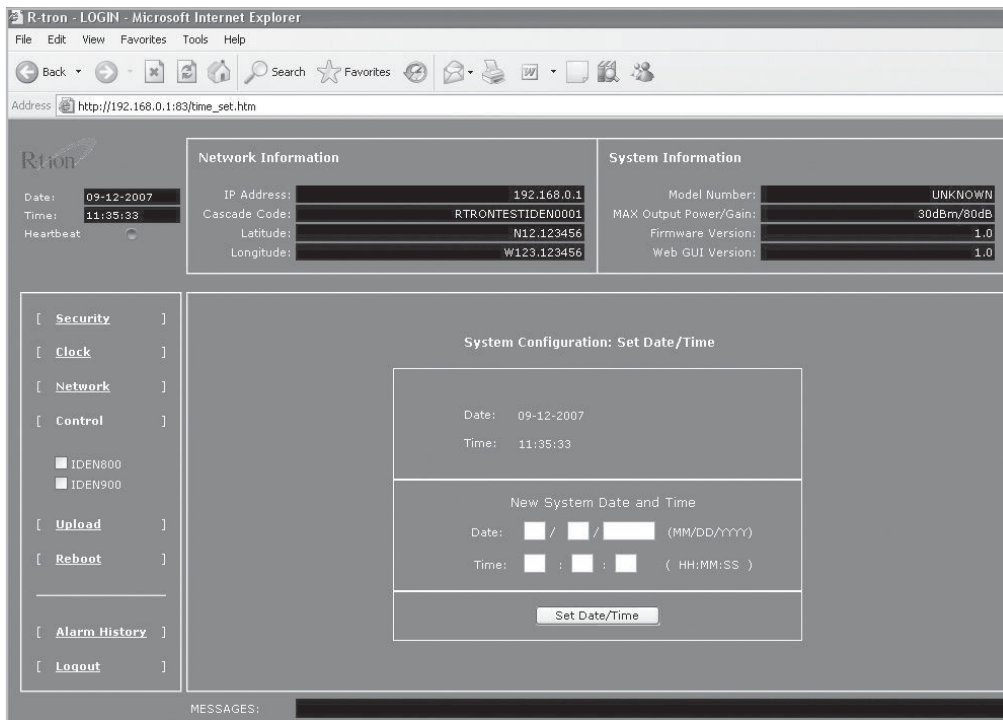 R-tron - LOGIN - Microsoft Internet Explorer
File Edit View Favorites Tools Help
Back Search Favorites
Address http://192.168.0.1:83/time_set.htm
R-tron
Date: 09-12-2007
Time: 11:35:33
Heartbeat
Network Information
IP Address: 192.168.0.1
Cascade Code: RTRONTESTIDEN0001
Latitude: N12.123456
Longitude: W123.123456
System Information
Model Number: UNKNOWN
MAX Output Power/Gain: 30dBm/80dB
Firmware Version: 1.0
Web GUI Version: 1.0
[ Security ]
[ Clock ]
[ Network ]
[ Control ]
IDEN800
IDEN900
[ Upload ]
[ Reboot ]
[ Alarm History ]
[ Logout ]
System Configuration: Set Date/Time
Date: 09-12-2007
Time: 11:35:33
New System Date and Time
Date: / / (MM/DD/YYYY)
Time: : : ( HH:MM:SS )
Set Date/Time
MESSAGES: